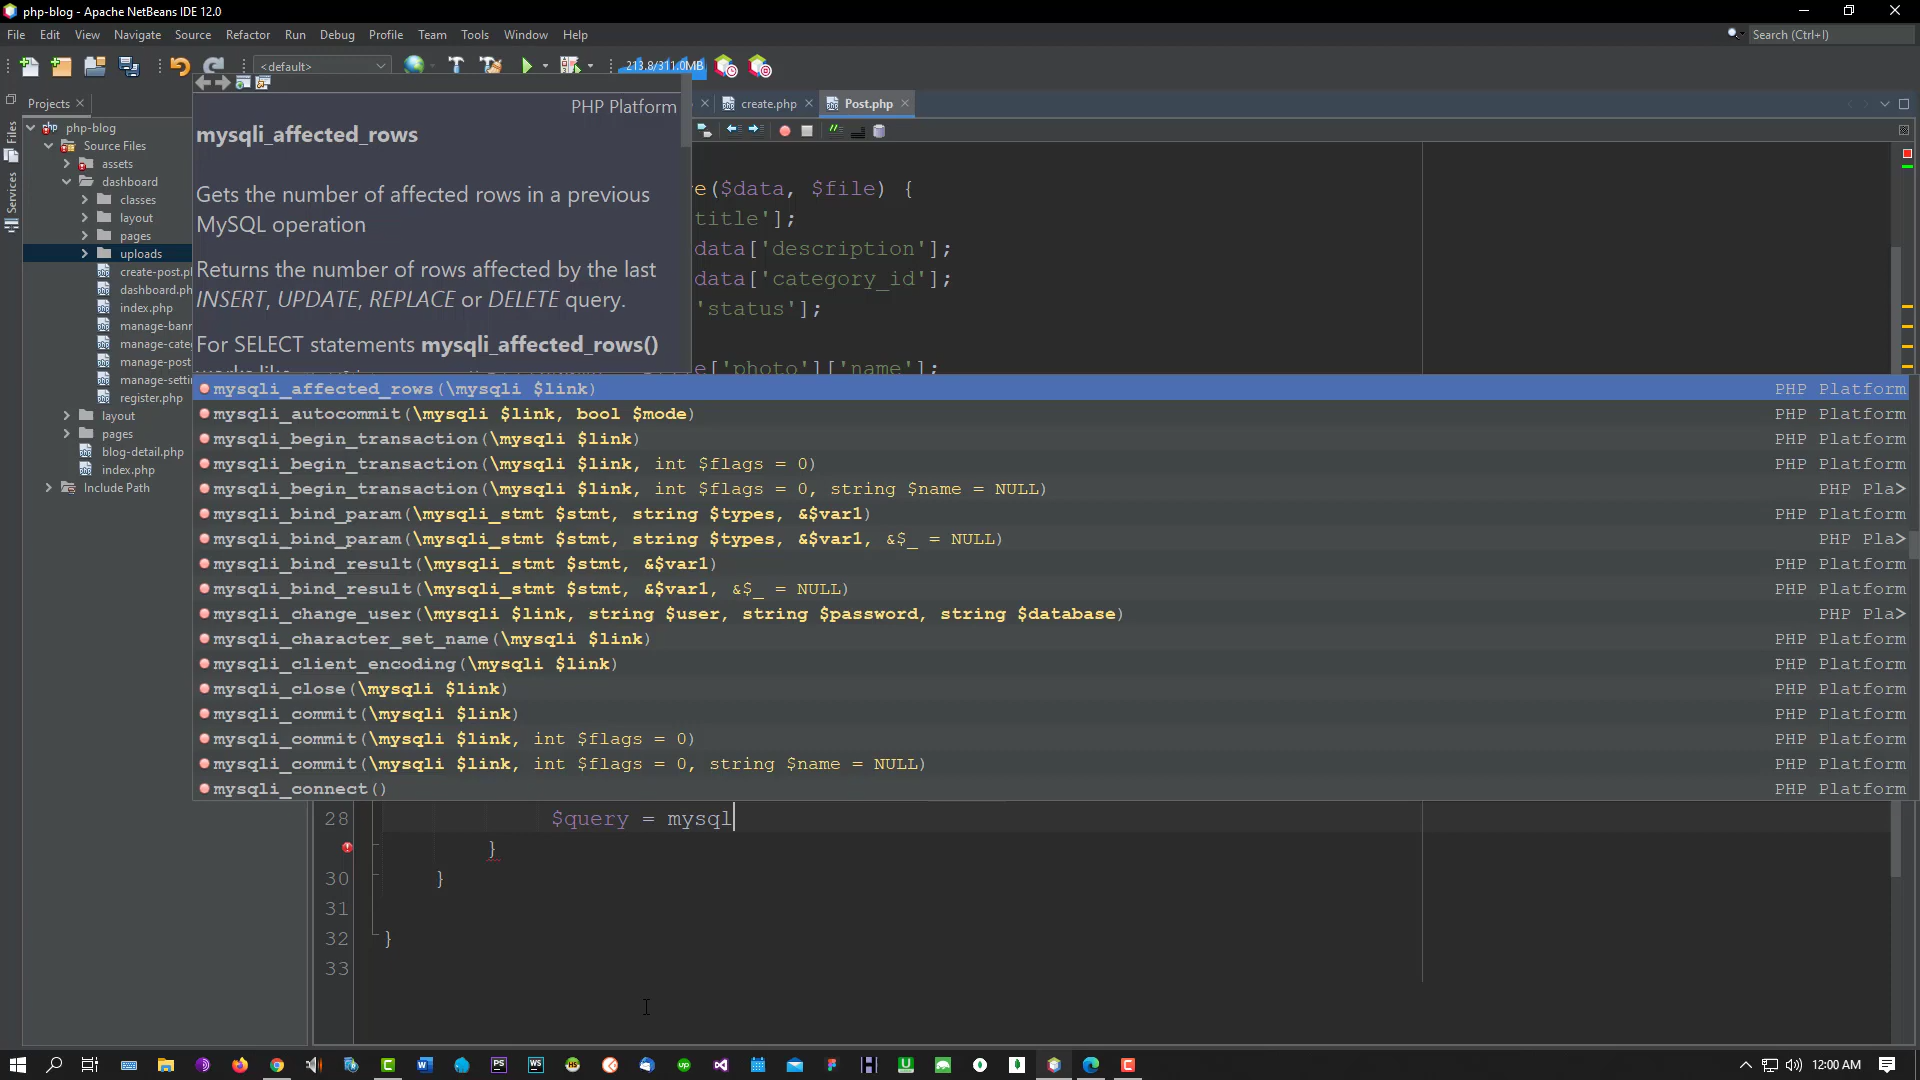 php-blog - Apache NetBeans IDE 12.0
File Edit View Navigate Source Refactor Run Debug Profile Team Tools Window Help
Search (Ctrl+I)
<default>
213.8/311.0MB
Projects
create.php
Post.php
Files
Services
php-blog
Source Files
assets
dashboard
classes
layout
pages
uploads
create-post.ph
dashboard.ph
index.php
manage-bann
manage-cate
manage-post
manage-setti
register.php
layout
pages
blog-detail.php
index.php
Include Path
PHP Platform
mysqli_affected_rows
Gets the number of affected rows in a previous
MySQL operation
Returns the number of rows affected by the last
INSERT, UPDATE, REPLACE or DELETE query.
For SELECT statements mysqli_affected_rows()
e($data, $file) {
title'];
data['description'];
data['category_id'];
'status'];
e['photo']['name'];
mysqli_affected_rows(\mysqli $link) PHP Platform
mysqli_autocommit(\mysqli $link, bool $mode) PHP Platform
mysqli_begin_transaction(\mysqli $link) PHP Platform
mysqli_begin_transaction(\mysqli $link, int $flags = 0) PHP Platform
mysqli_begin_transaction(\mysqli $link, int $flags = 0, string $name = NULL) PHP Pla>
mysqli_bind_param(\mysqli_stmt $stmt, string $types, &$var1) PHP Platform
mysqli_bind_param(\mysqli_stmt $stmt, string $types, &$var1, &$_ = NULL) PHP Pla>
mysqli_bind_result(\mysqli_stmt $stmt, &$var1) PHP Platform
mysqli_bind_result(\mysqli_stmt $stmt, &$var1, &$_ = NULL) PHP Platform
mysqli_change_user(\mysqli $link, string $user, string $password, string $database) PHP Pla>
mysqli_character_set_name(\mysqli $link) PHP Platform
mysqli_client_encoding(\mysqli $link) PHP Platform
mysqli_close(\mysqli $link) PHP Platform
mysqli_commit(\mysqli $link) PHP Platform
mysqli_commit(\mysqli $link, int $flags = 0) PHP Platform
mysqli_commit(\mysqli $link, int $flags = 0, string $name = NULL) PHP Platform
mysqli_connect() PHP Platform
28 $query = mysql
}
30 }
31
32 }
33
12:00 AM